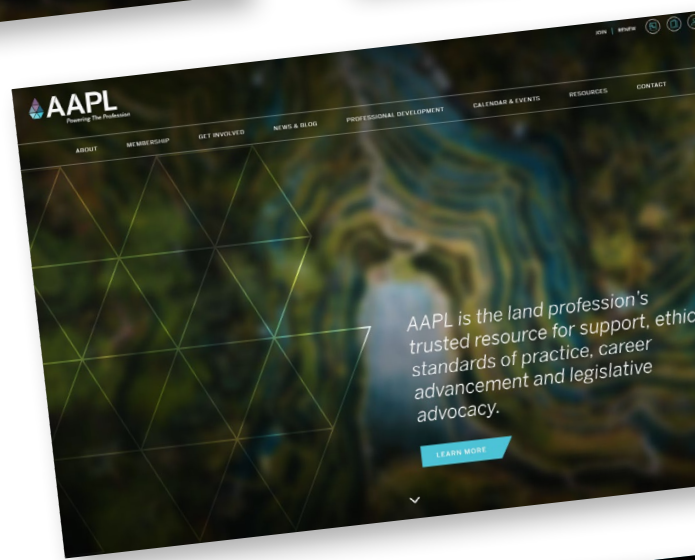 JOIN | RENEW
AAPL
Powering The Profession
ABOUT MEMBERSHIP GET INVOLVED NEWS & BLOG PROFESSIONAL DEVELOPMENT CALENDAR & EVENTS RESOURCES CONTACT
AAPL is the land profession's
trusted resource for support, ethic
standards of practice, career
advancement and legislative
advocacy.
LEARN MORE